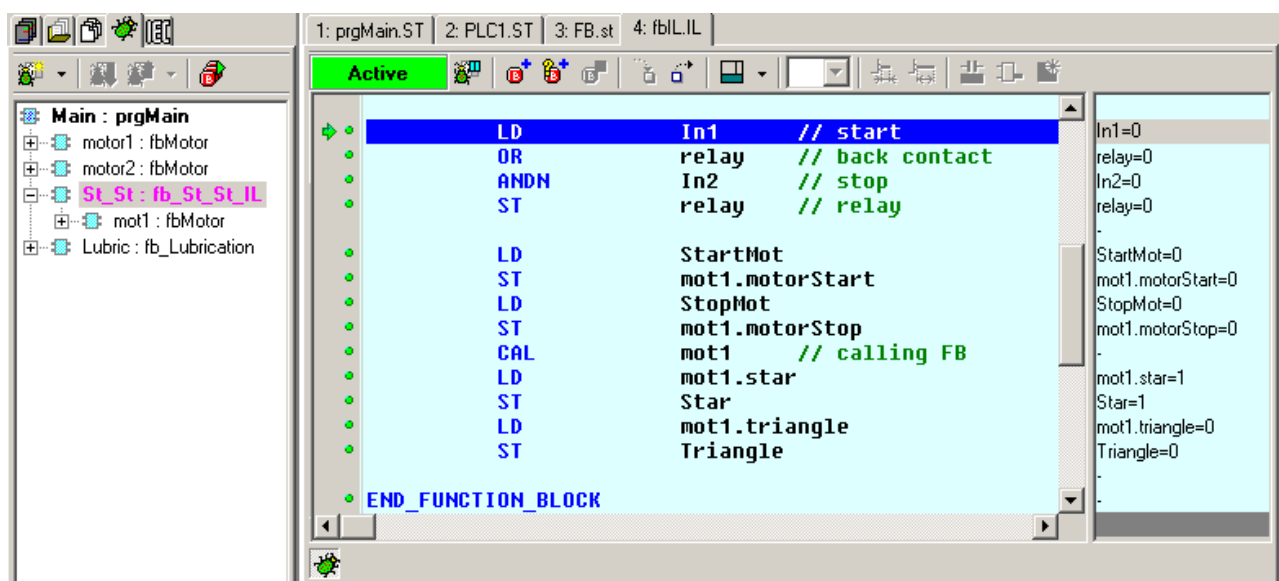 1: prgMain.ST 2: PLC1.ST 3: FB.st 4: fbIL.IL
Active
Main : prgMain
motor1 : fbMotor
motor2 : fbMotor
St_St : fb_St_St_IL
mot1 : fbMotor
Lubric : fb_Lubrication
LD In1 // start
OR relay // back contact
ANDN In2 // stop
ST relay // relay
LD StartMot
ST mot1.motorStart
LD StopMot
ST mot1.motorStop
CAL mot1 // calling FB
LD mot1.star
ST Star
LD mot1.triangle
ST Triangle
END_FUNCTION_BLOCK
In1=0
relay=0
In2=0
relay=0
-
StartMot=0
mot1.motorStart=0
StopMot=0
mot1.motorStop=0
-
mot1.star=1
Star=1
mot1.triangle=0
Triangle=0
-
-